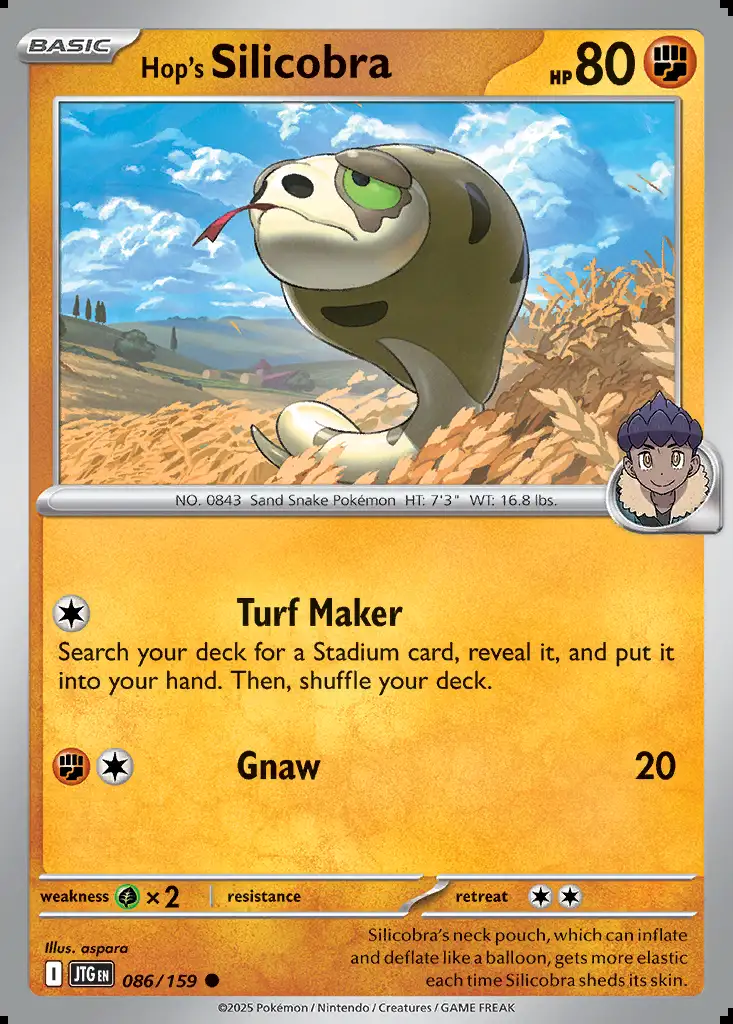 BASIC
Hop's Silicobra HP 80
NO. 0843 Sand Snake Pokémon HT: 7'3" WT: 16.8 lbs.
Turf Maker
Search your deck for a Stadium card, reveal it, and put it
into your hand. Then, shuffle your deck.
Gnaw 20
weakness ×2 resistance retreat
Illus. aspara
Silicobra's neck pouch, which can inflate
and deflate like a balloon, gets more elastic
each time Silicobra sheds its skin.
I JTG EN 086/159
©2025 Pokémon / Nintendo / Creatures / GAME FREAK